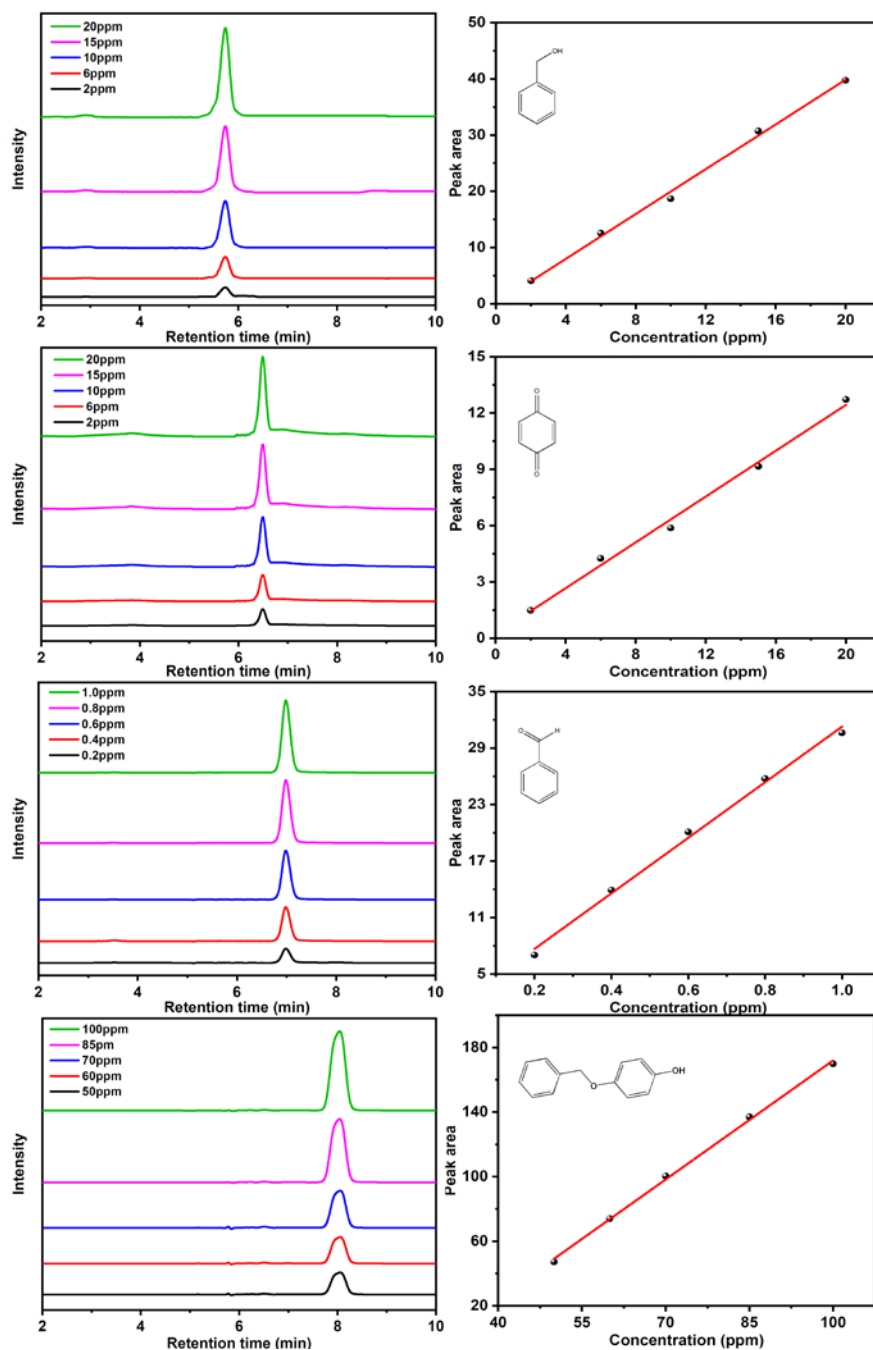 20ppm
15ppm
10ppm
6ppm
2ppm
Intensity
2 4 6 8 10
Retention time (min)
50
40
30
20
10
0
Peak area
OH
0 4 8 12 16 20
Concentration (ppm)
20ppm
15ppm
10ppm
6ppm
2ppm
Intensity
2 4 6 8 10
Retention time (min)
15
12
9
6
3
0
Peak area
O
O
0 4 8 12 16 20
Concentration (ppm)
1.0ppm
0.8ppm
0.6ppm
0.4ppm
0.2ppm
Intensity
2 4 6 8 10
Retention time (min)
35
29
23
17
11
5
Peak area
O H
0.2 0.4 0.6 0.8 1.0
Concentration (ppm)
100ppm
85pm
70ppm
60ppm
50ppm
Intensity
2 4 6 8 10
Retention time (min)
180
140
100
60
20
Peak area
O OH
40 55 70 85 100
Concentration (ppm)